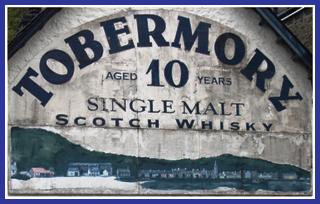 TOBERMORY
AGED 10 YEARS
SINGLE MALT
SCOTCH WHISKY